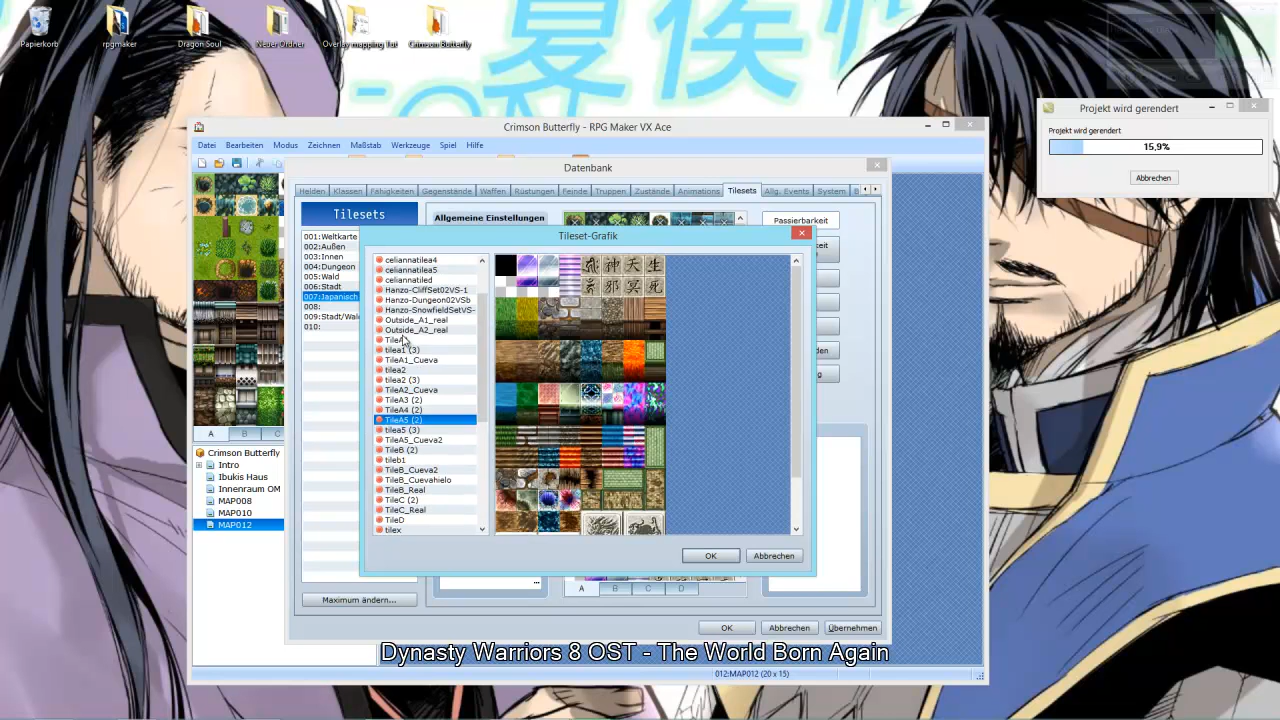 夏侯惇
Papierkorb
rpgmaker
Dragon Soul
Neuer Ordner
Overlay mapping Tot
Crimson Butterfly
Projekt wird gerendert
Projekt wird gerendert
15,9%
Abbrechen
Crimson Butterfly - RPG Maker VX Ace
Datei Bearbeiten Modus Zeichnen Maßstab Werkzeuge Spiel Hilfe
Datenbank
Helden Klassen Fähigkeiten Gegenstände Waffen Rüstungen Feinde Truppen Zustände Animations Tilesets Allg. Events System
Tilesets
Allgemeine Einstellungen
Passierbarkeit
Tileset-Grafik
001:Weltkarte
002:Außen
003:Innen
004:Dungeon
005:Wald
006:Stadt
007:Japanisch
008:
009:Stadt/Wald
010:
celiannatilea4
celiannatilea5
celiannatiled
Hanzo-CliffSet02VS-1
Hanzo-Dungeon02VSb
Hanzo-SnowfieldSetVS-
Outside_A1_real
Outside_A2_real
tilea1 (3)
TileA1_Cueva
tilea2
tilea2 (3)
TileA2_Cueva
TileA3 (2)
TileA4 (2)
TileA5 (2)
tilea5 (3)
TileA5_Cueva2
TileB (2)
tileb1
TileB_Cueva2
TileB_Cuevahielo
TileB_Real
TileC (2)
TileC_Real
TileD
tilex
OK Abbrechen
A B C
Crimson Butterfly
Intro
Ibukis Haus
Innenraum OM
MAP008
MAP010
MAP012
A B C D
Maximum ändern...
OK Abbrechen Übernehmen
Dynasty Warriors 8 OST - The World Born Again
012:MAP012 (20 x 15)